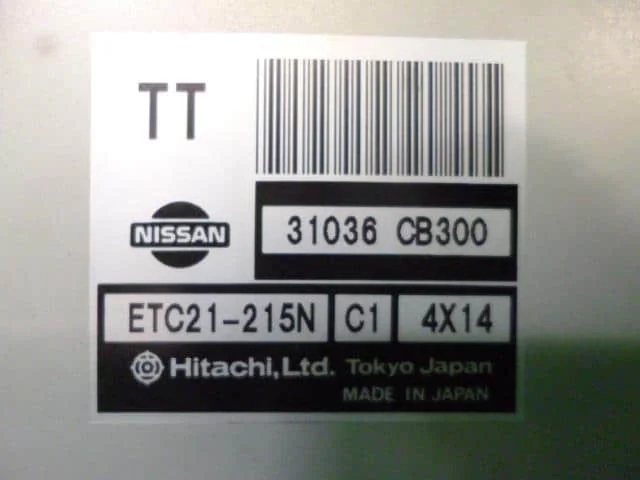 TT
NISSAN
31036 CB300
ETC21-215N C1 4X14
Hitachi,Ltd. Tokyo Japan
MADE IN JAPAN